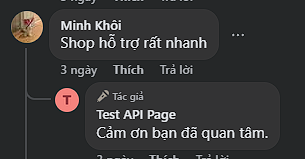 Minh Khôi
Shop hỗ trợ rất nhanh
3 ngày Thích Trả lời
T
Tác giả
Test API Page
Cảm ơn bạn đã quan tâm.
3 ngày Thích Trả lời